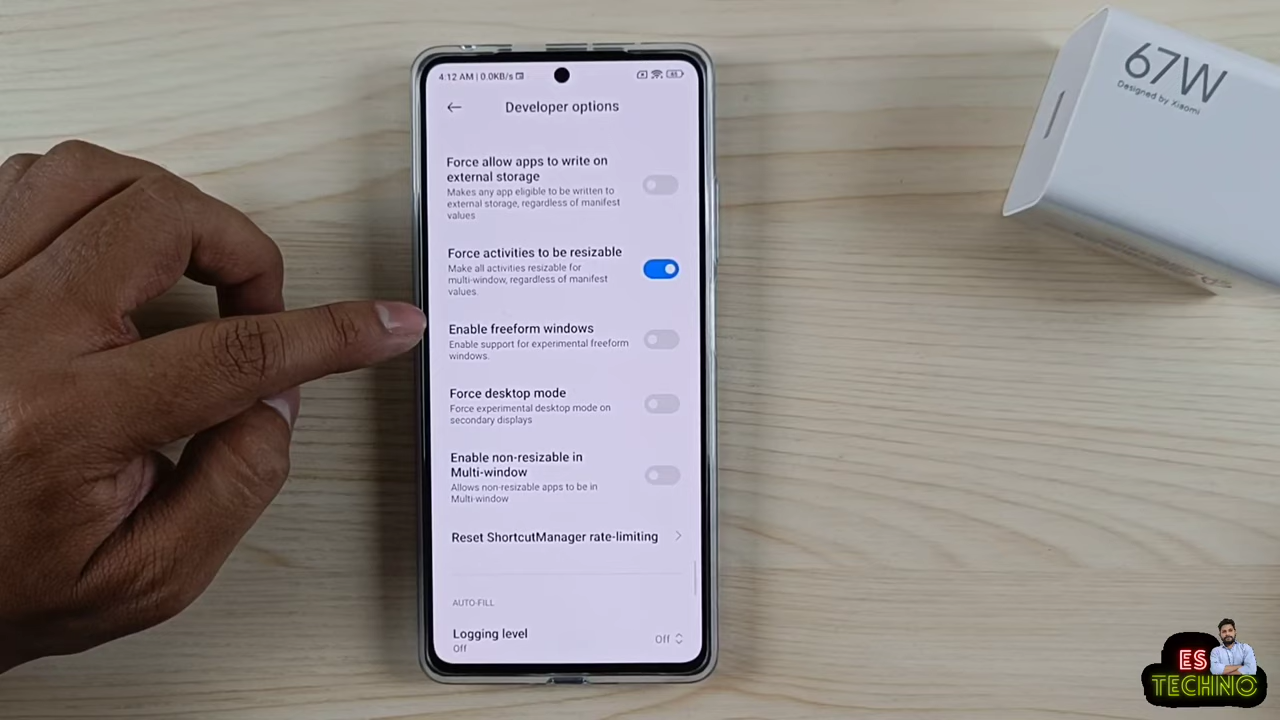 4:12 AM | 0.0KB/s
Developer options
Force allow apps to write on
external storage
Makes any app eligible to be written to
external storage, regardless of manifest
values
Force activities to be resizable
Make all activities resizable for
multi-window, regardless of manifest
values.
Enable freeform windows
Enable support for experimental freeform
windows.
Force desktop mode
Force experimental desktop mode on
secondary displays
Enable non-resizable in
Multi-window
Allows non-resizable apps to be in
Multi-window
Reset ShortcutManager rate-limiting
AUTO-FILL
Logging level
Off
Off
67W
Designed by Xiaomi
ES
TECHNO